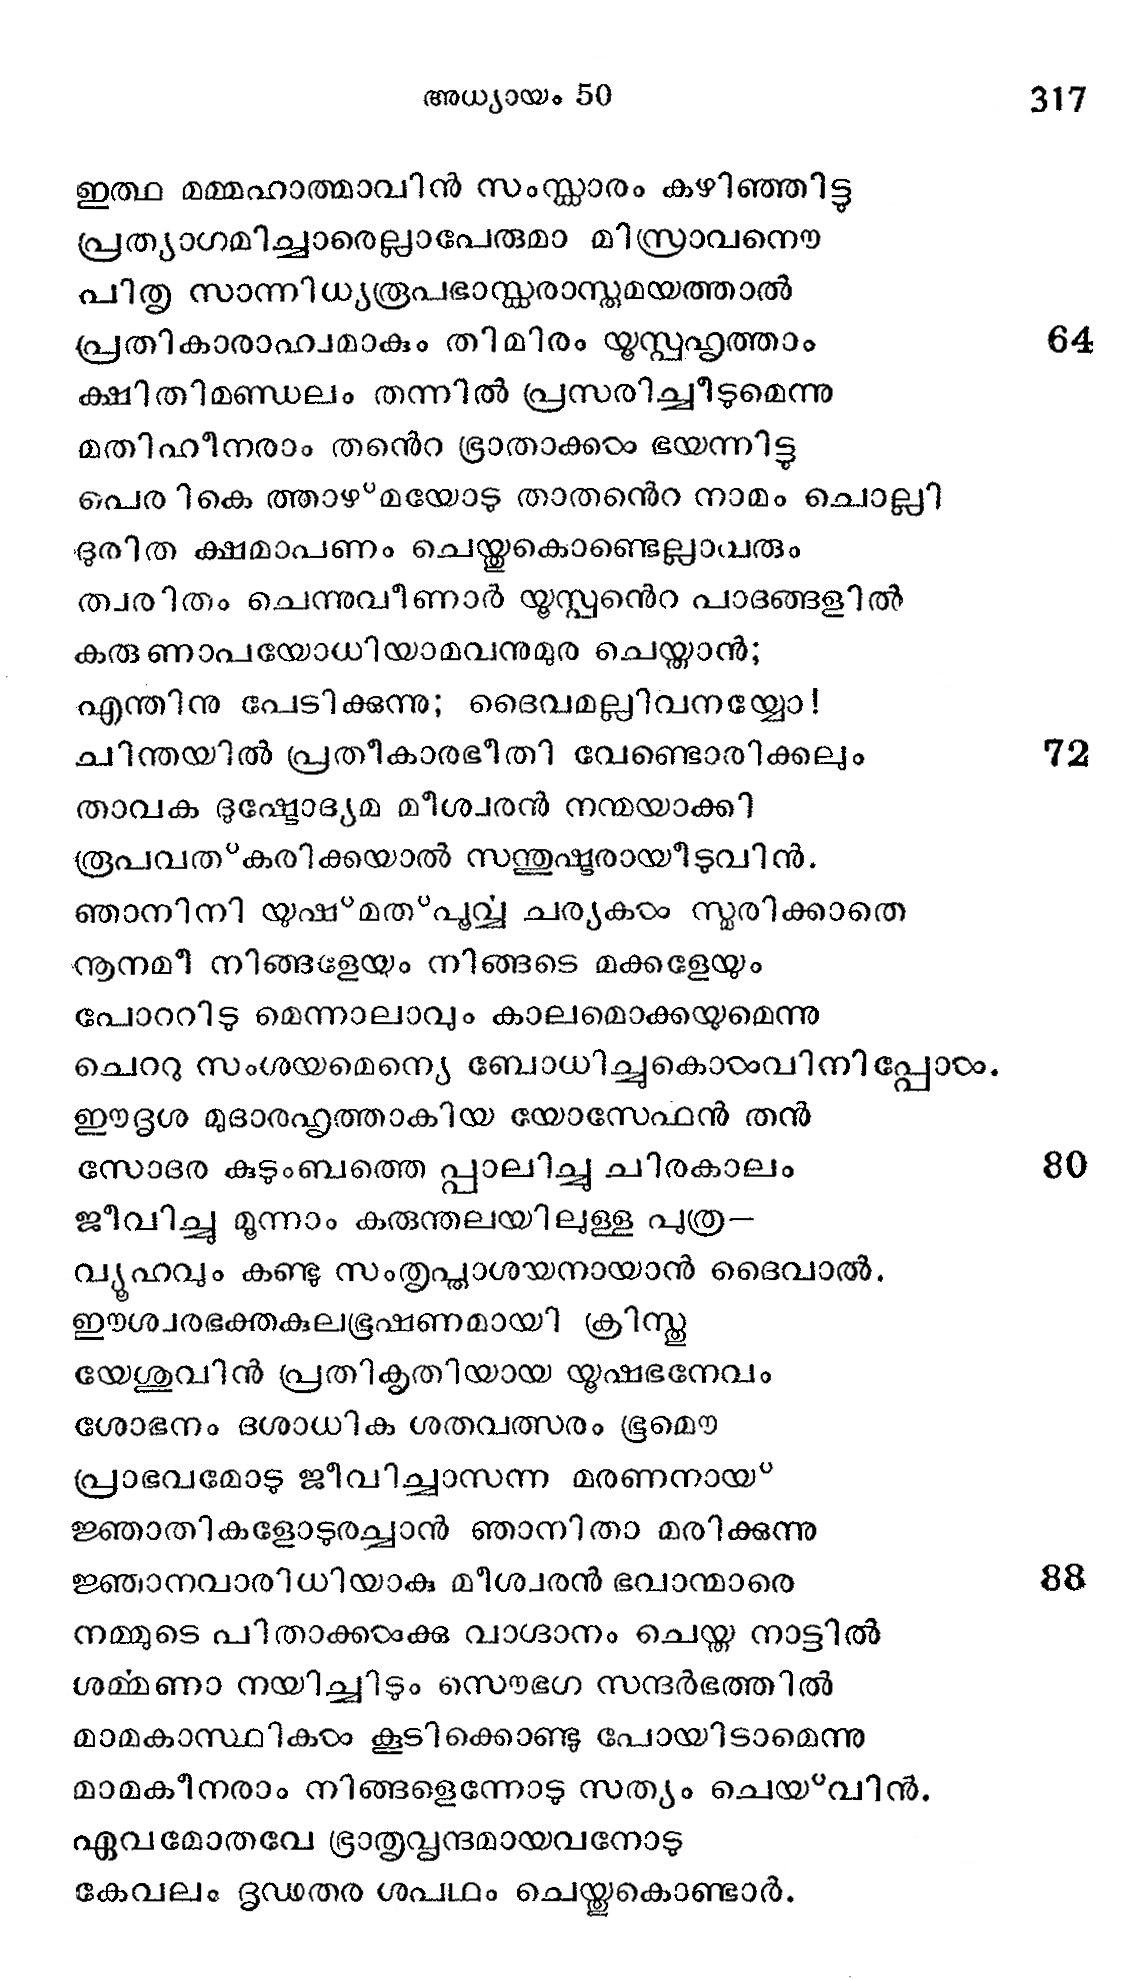 അധ്യായം 50 317
ഇത്ഥ മമ്മഹാത്മാവിൻ സംസ്ക്കാരം കഴിഞ്ഞിട്ടു
പ്രത്യാഗമിച്ചാരെല്ലാപേരുമാ മിസ്രാവനൌ
പിതൃ സാന്നിധ്യരൂപഭാസ്ക്കരാസ്തമയത്താൽ
പ്രതികാരാഹ്വമാകും തിമിരം യൂസ്പഹൃത്താം 64
ക്ഷിതിമണ്ഡലം തന്നിൽ പ്രസരിച്ചീടുമെന്നു
മതിഹീനരാം തൻെറ ഭ്രാതാക്കൾ ഭയന്നിട്ടു
പെരികെ ത്താഴ്മയോടു താതൻെറ നാമം ചൊല്ലി
ദുരിത ക്ഷമാപണം ചെയ്തുകൊണ്ടെല്ലാവരും
ത്വരിതം ചെന്നുവീണാർ യൂസ്പൻെറ പാദങ്ങളിൽ
കരുണാപയോധിയാമവനുമുര ചെയ്താൻ;
എന്തിനു പേടിക്കുന്നു; ദൈവമല്ലിവനയ്യോ!
ചിന്തയിൽ പ്രതീകാരഭീതി വേണ്ടൊരിക്കലും 72
താവക ദുഷ്ടോദ്യമ മീശ്വരൻ നന്മയാക്കി
രൂപവത്കരിക്കയാൽ സന്തുഷ്ടരായീടുവിൻ.
ഞാനിനി യുഷ്മത്പൂൎവ്വ ചര്യകൾ സ്മരിക്കാതെ
നൂനമീ നിങ്ങളേയും നിങ്ങടെ മക്കളേയും
പോററിടു മെന്നാലാവും കാലമൊക്കയുമെന്നു
ചെററു സംശയമെന്യെ ബോധിച്ചുകൊൾവിനിപ്പോൾ.
ഈദൃശ മുദാരഹൃത്താകിയ യോസേഫൻ തൻ
സോദര കുടുംബത്തെ പ്പാലിച്ചു ചിരകാലം 80
ജീവിച്ചു മൂന്നാം കരുന്തലയിലുള്ള പുത്ര—
വ്യൂഹവും കണ്ടു സംതൃപ്താശയനായാൻ ദൈവാൽ.
ഈശ്വരഭക്തകുലഭൂഷണമായി ക്രിസ്തു
യേശുവിൻ പ്രതികൃതിയായ യൂഷഭനേവം
ശോഭനം ദശാധിക ശതവത്സരം ഭൂമൌ
പ്രാഭവമോടു ജീവിച്ചാസന്ന മരണനായ്
ജ്ഞാതികളോടുരച്ചാൻ ഞാനിതാ മരിക്കുന്നു
ജ്ഞാനവാരിധിയാകു മീശ്വരൻ ഭവാന്മാരെ 88
നമ്മുടെ പിതാക്കൾക്കു വാഗ്ദാനം ചെയ്ത നാട്ടിൽ
ശൎമ്മണാ നയിച്ചിടും സൌഭഗ സന്ദർഭത്തിൽ
മാമകാസ്ഥികൾ കൂടിക്കൊണ്ടു പോയിടാമെന്നു
മാമകീനരാം നിങ്ങളെന്നോടു സത്യം ചെയ്‌വിൻ.
ഏവമോതവേ ഭ്രാതൃവൃന്ദമായവനോടു
കേവലം ദൃഢതര ശപഥം ചെയ്തുകൊണ്ടാർ.